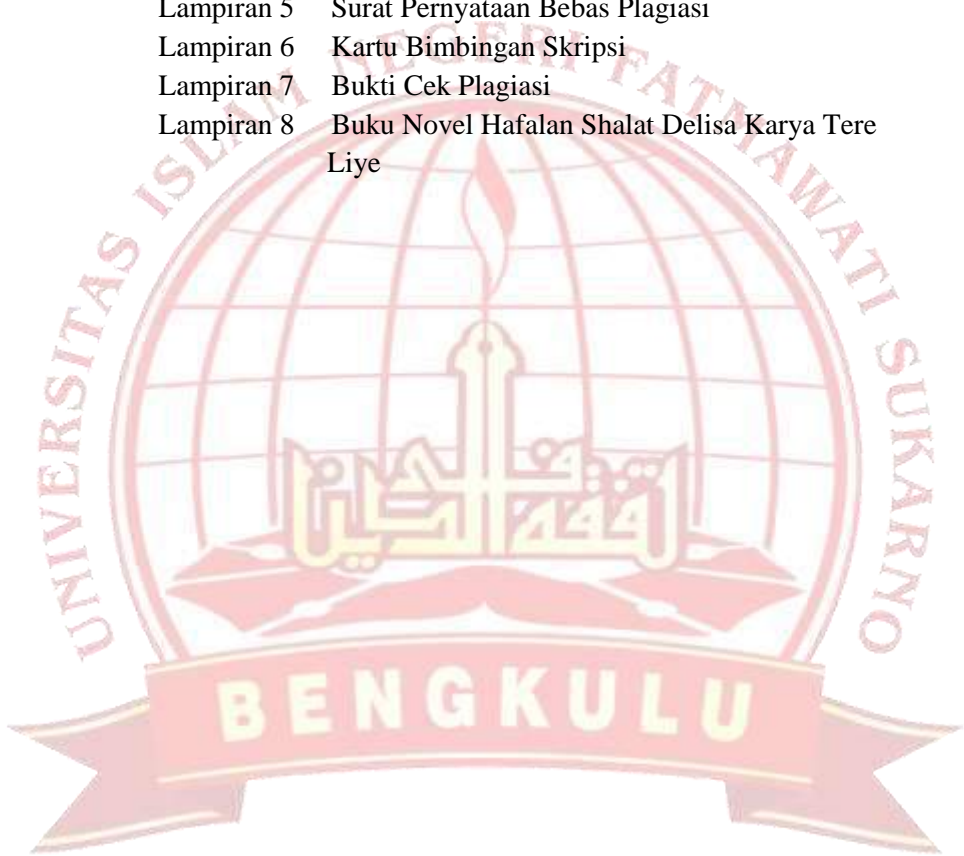 Lampiran 5 Surat Pernyataan Bebas Plagiasi
Lampiran 6 Kartu Bimbingan Skripsi
Lampiran 7 Bukti Cek Plagiasi
Lampiran 8 Buku Novel Hafalan Shalat Delisa Karya Tere
Liye
UNIVERSITAS ISLAM NEGERI FATMAWATI SUKARNO
BENGKULU